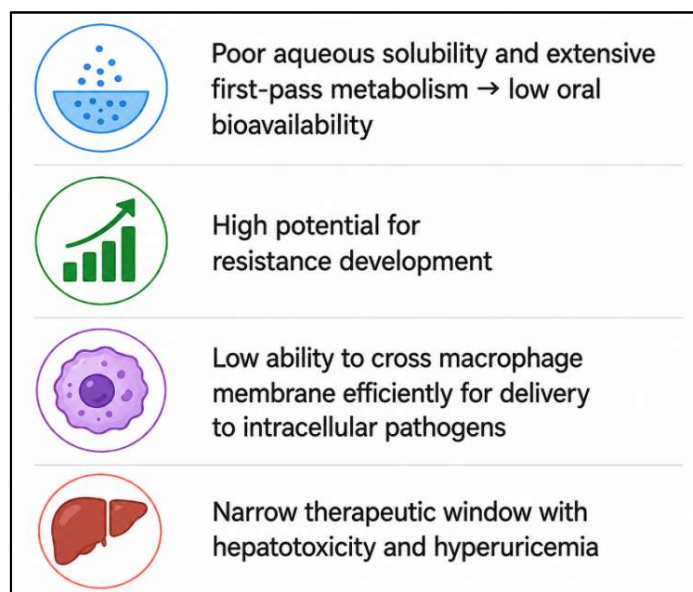 Poor aqueous solubility and extensive
first-pass metabolism → low oral
bioavailability
High potential for
resistance development
Low ability to cross macrophage
membrane efficiently for delivery
to intracellular pathogens
Narrow therapeutic window with
hepatotoxicity and hyperuricemia